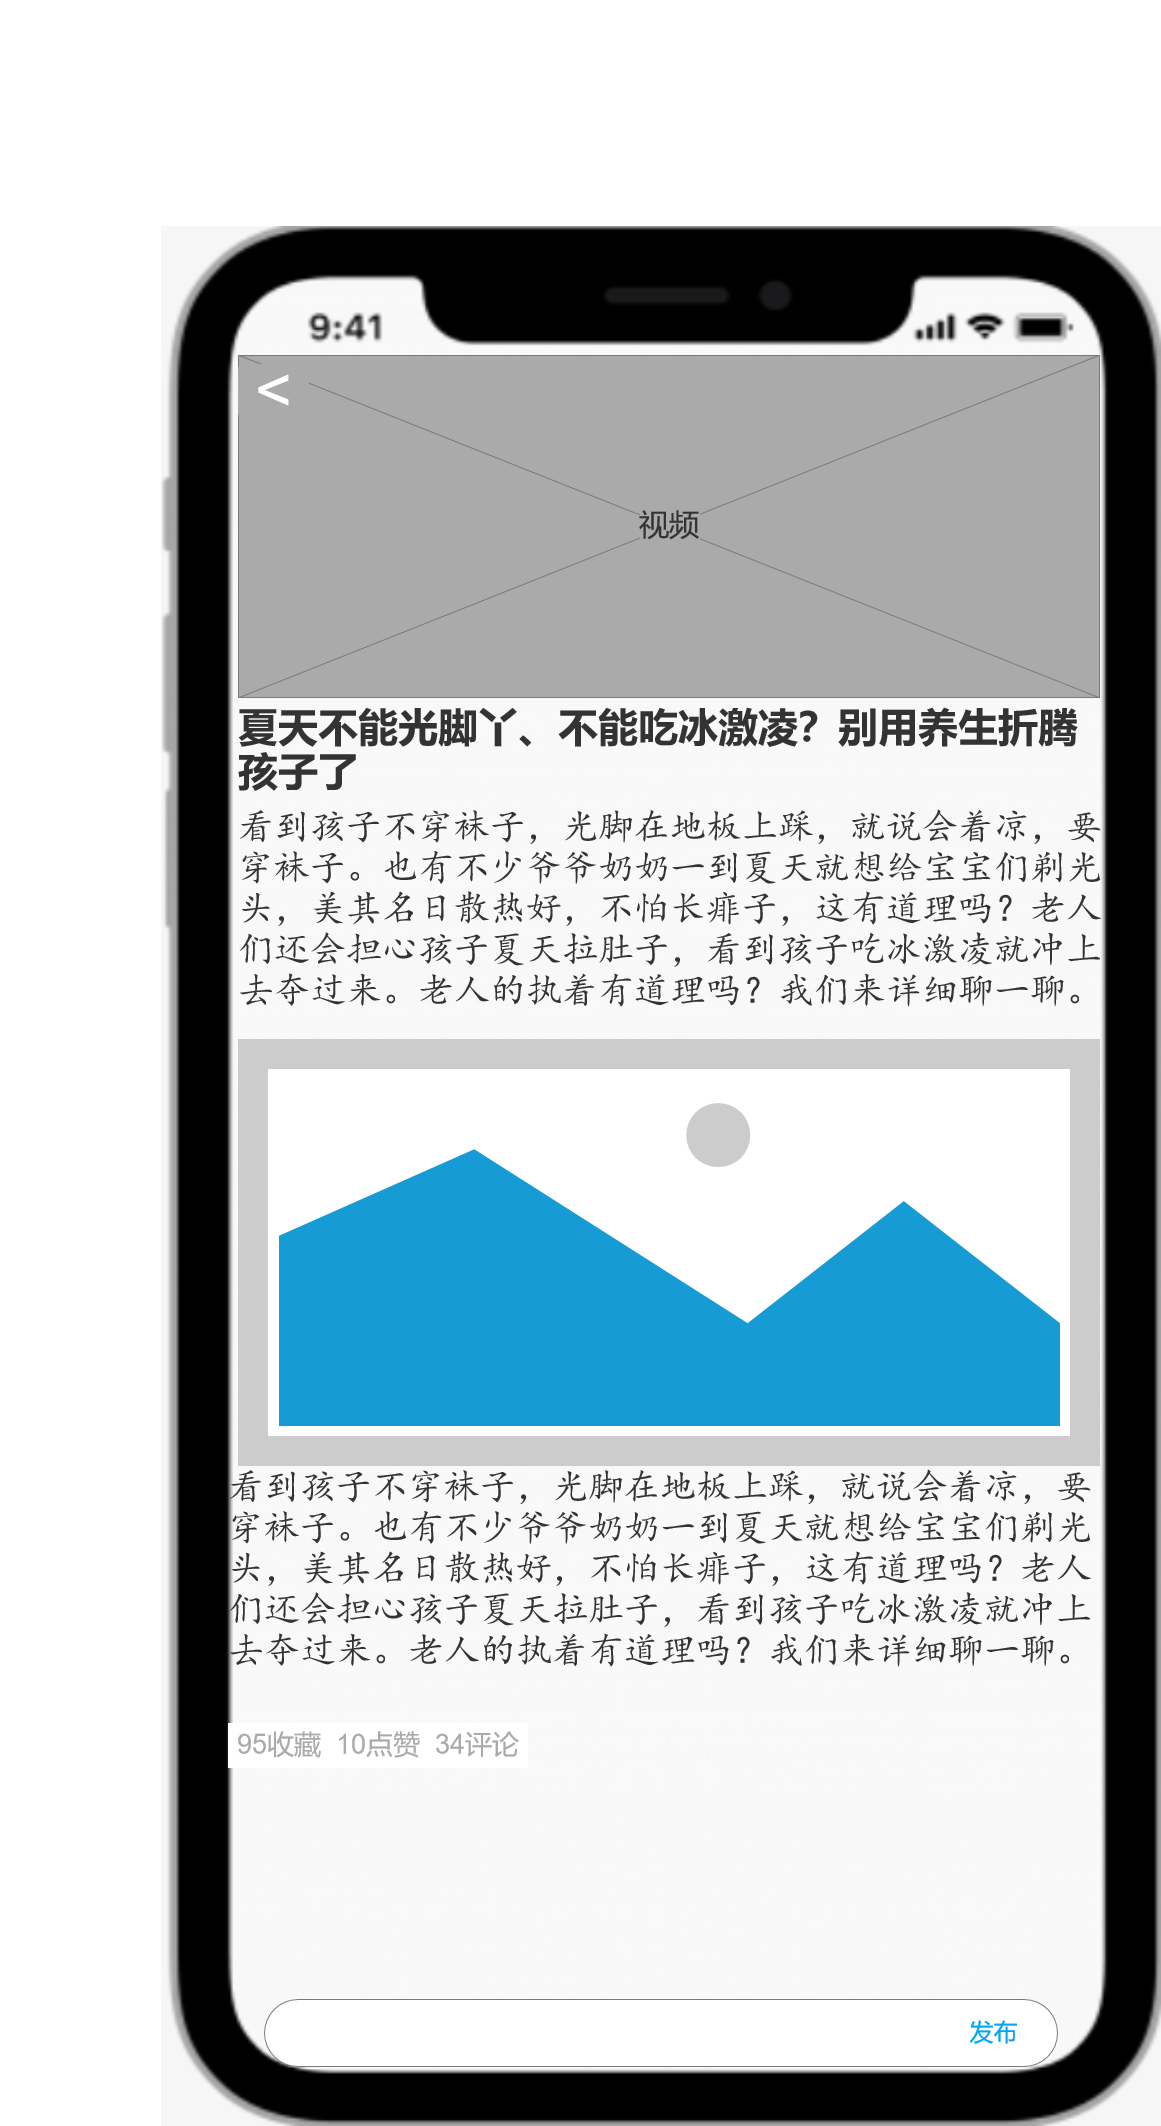 9:41
<
视频
夏天不能光脚丫、不能吃冰激凌？别用养生折腾
孩子了
看到孩子不穿袜子，光脚在地板上踩，就说会着凉，要
穿袜子。也有不少爷爷奶奶一到夏天就想给宝宝们剃光
头，美其名日散热好，不怕长痱子，这有道理吗？老人
们还会担心孩子夏天拉肚子，看到孩子吃冰激凌就冲上
去夺过来。老人的执着有道理吗？我们来详细聊一聊。
看到孩子不穿袜子，光脚在地板上踩，就说会着凉，要
穿袜子。也有不少爷爷奶奶一到夏天就想给宝宝们剃光
头，美其名日散热好，不怕长痱子，这有道理吗？老人
们还会担心孩子夏天拉肚子，看到孩子吃冰激凌就冲上
去夺过来。老人的执着有道理吗？我们来详细聊一聊。
95收藏 10点赞 34评论
发布